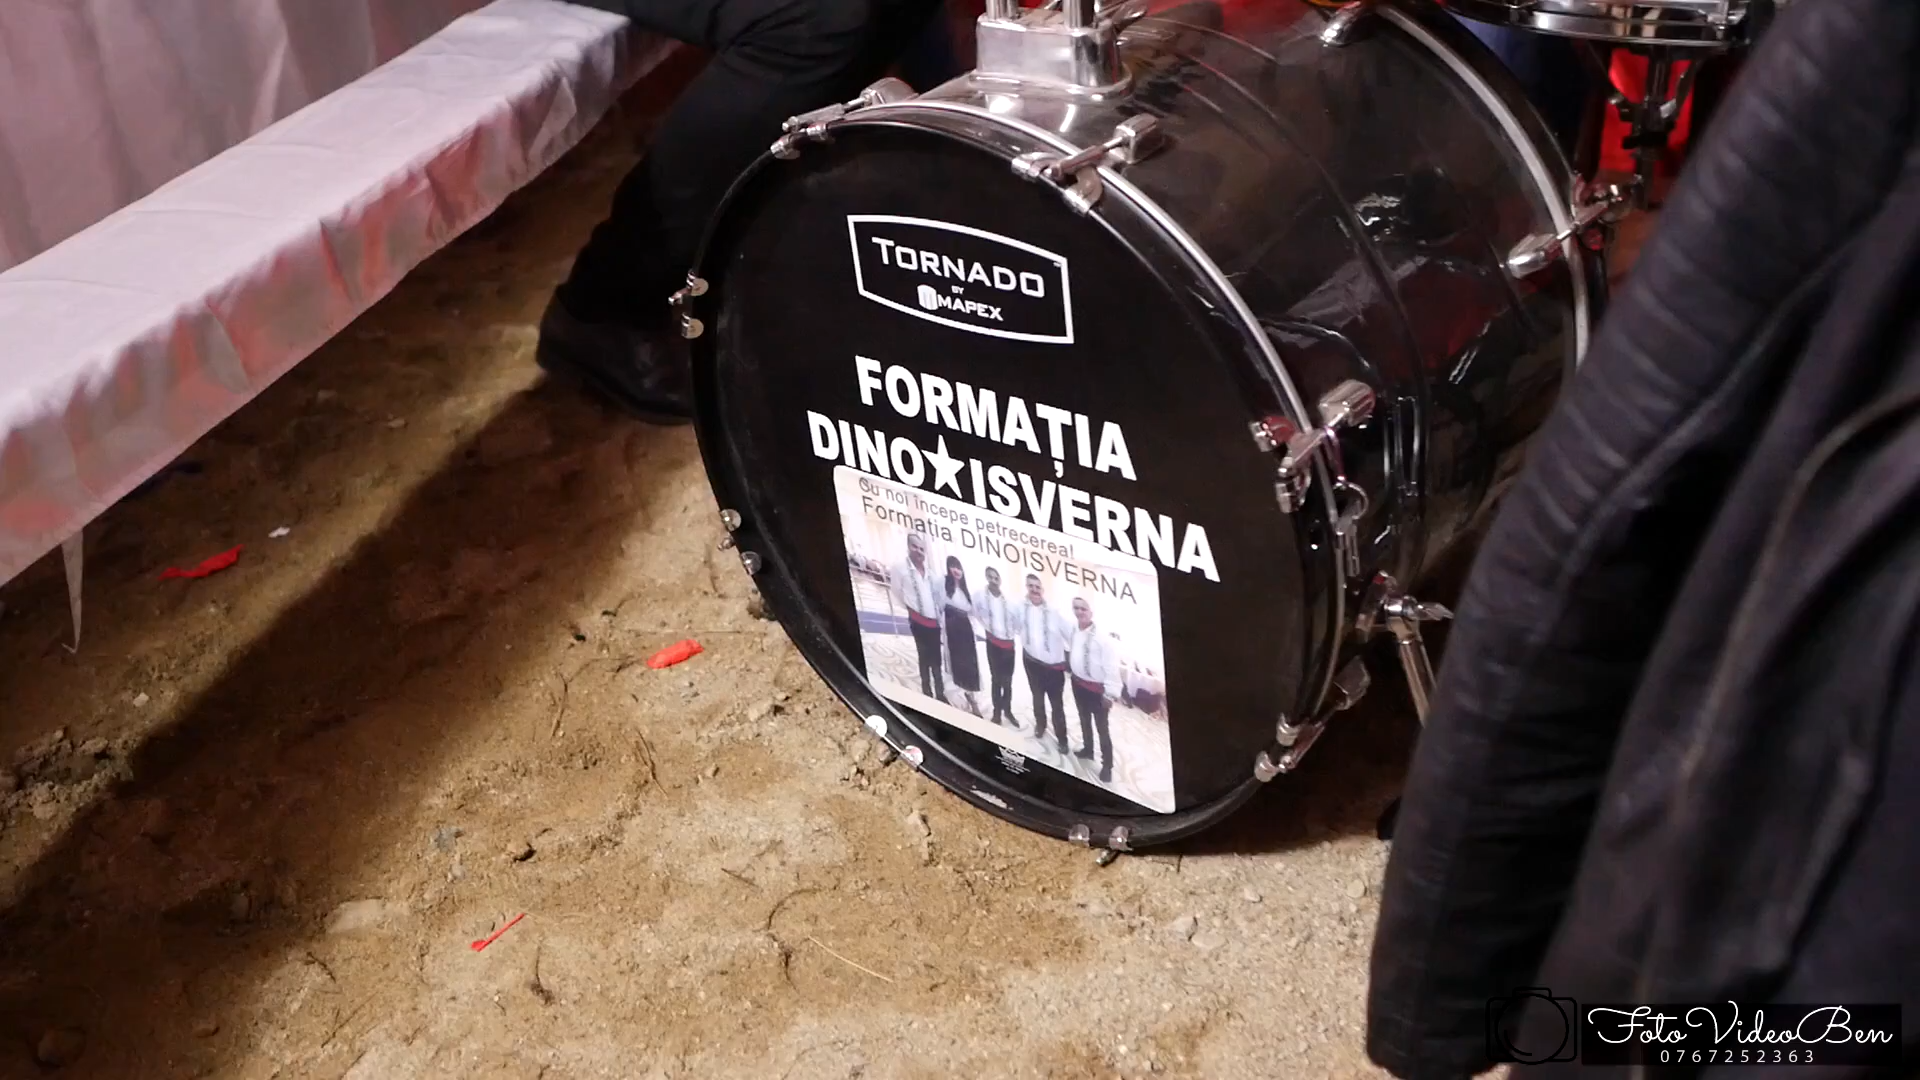 TORNADO
BY
MAPEX
FORMAȚIA
DINO★ISVERNA
Cu noi începe petrecerea!
Formația DINOISVERNA
FotoVideoBen
0767252363